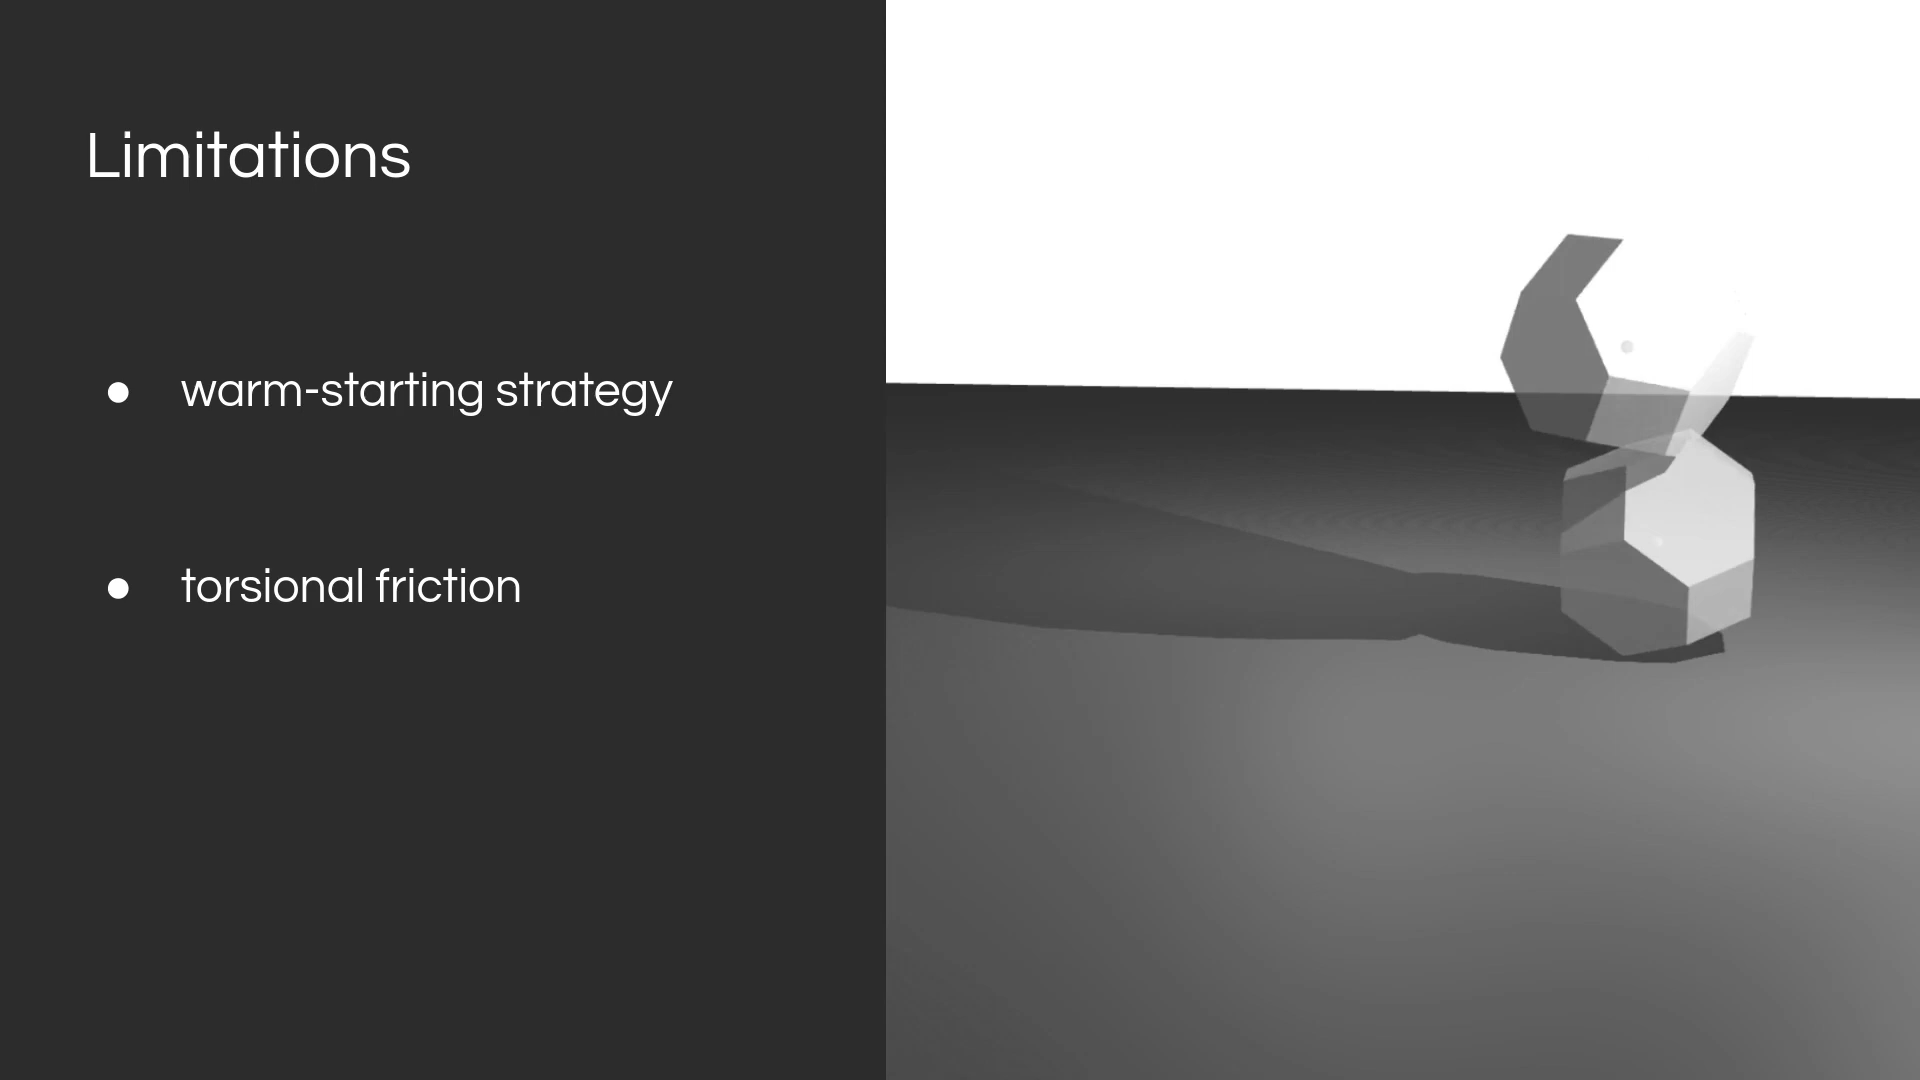 Limitations
● warm-starting strategy
● torsional friction